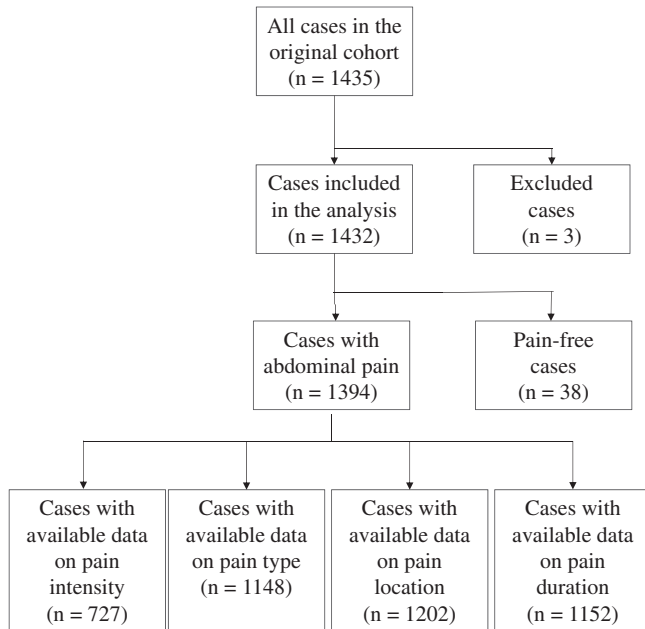 All cases in the
original cohort
(n = 1435)
Cases included
in the analysis
(n = 1432)
Excluded
cases
(n = 3)
Cases with
abdominal pain
(n = 1394)
Pain-free
cases
(n = 38)
Cases with
available data
on pain
intensity
(n = 727)
Cases with
available data
on pain type
(n = 1148)
Cases with
available data
on pain
location
(n = 1202)
Cases with
available data
on pain
duration
(n = 1152)